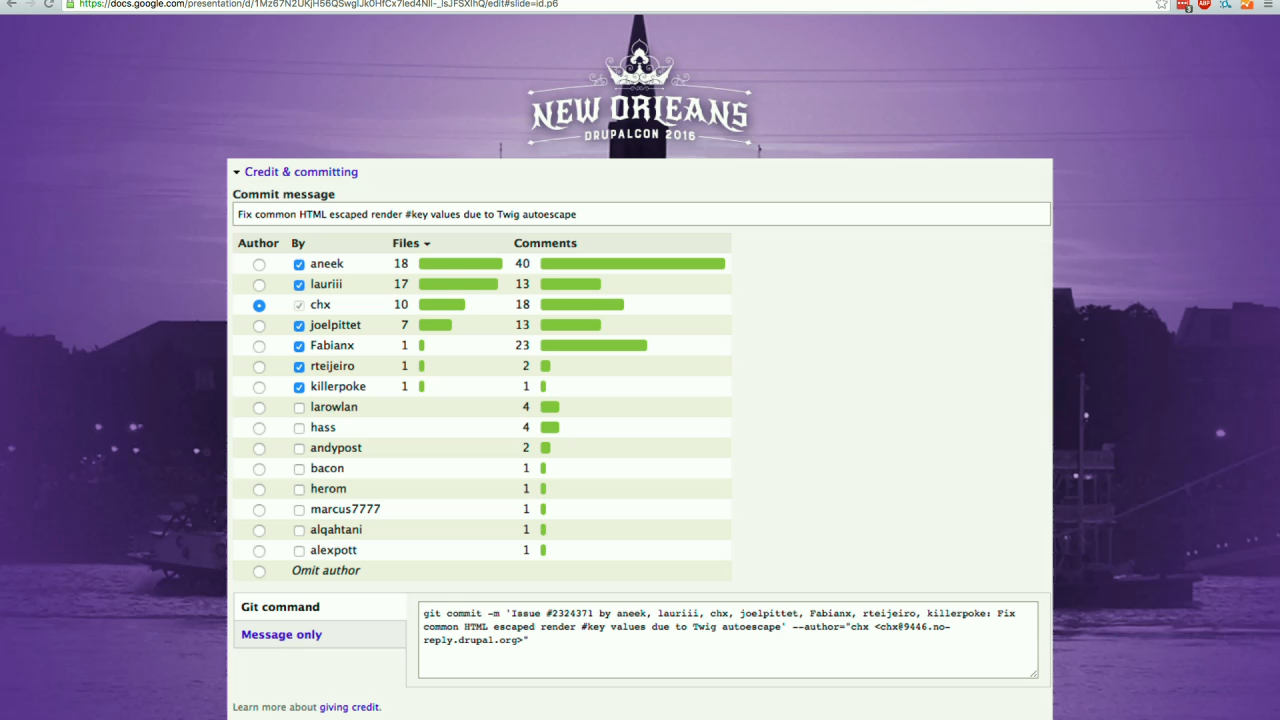 https://docs.google.com/presentation/d/1Mz67N2UKjH56QSwglJk0HfCx7led4Nll-_lsJFSXlhQ/edit#slide=id.p6
3
ABP
NEW ORLEANS
DRUPALCON 2016
Credit & committing
Commit message
Fix common HTML escaped render #key values due to Twig autoescape
Author By Files Comments
aneek 18 40
lauriii 17 13
chx 10 18
joelpittet 7 13
Fabianx 1 23
rteijeiro 1 2
killerpoke 1 1
larowlan 4
hass 4
andypost 2
bacon 1
herom 1
marcus7777 1
alqahtani 1
alexpott 1
Omit author
Git command
Message only
git commit -m 'Issue #2324371 by aneek, lauriii, chx, joelpittet, Fabianx, rteijeiro, killerpoke: Fix
common HTML escaped render #key values due to Twig autoescape' --author="chx <chx@9446.no-
reply.drupal.org>"
Learn more about giving credit.